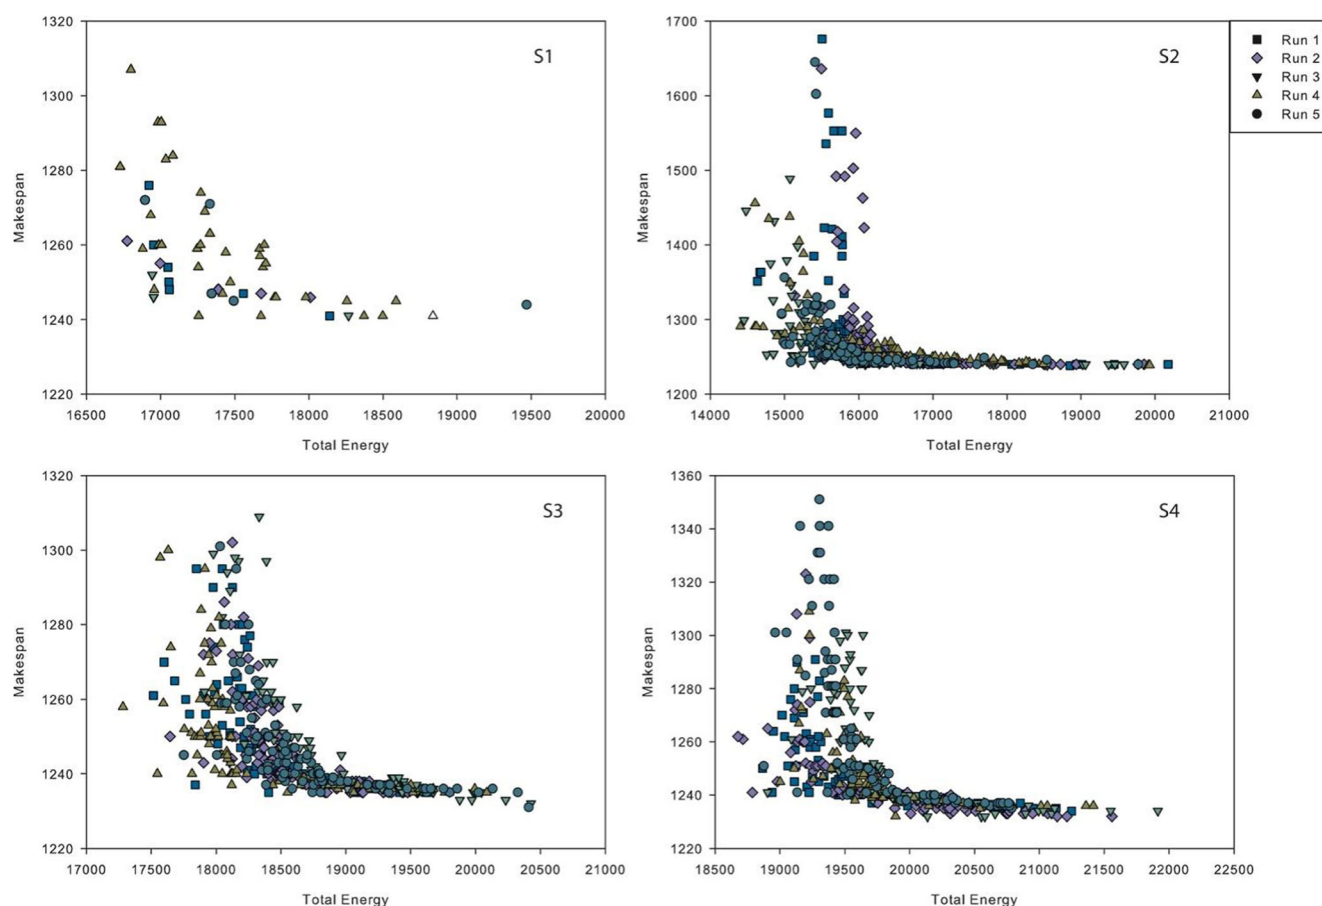 1320
1300
1280
1260
1240
1220
Makespan
S1
16500 17000 17500 18000 18500 19000 19500 20000
Total Energy
1700
1600
1500
1400
1300
1200
Makespan
S2
14000 15000 16000 17000 18000 19000 20000 21000
Total Energy
Run 1
Run 2
Run 3
Run 4
Run 5
1320
1300
1280
1260
1240
1220
Makespan
S3
17000 17500 18000 18500 19000 19500 20000 20500 21000
Total Energy
1360
1340
1320
1300
1280
1260
1240
1220
Makespan
S4
18500 19000 19500 20000 20500 21000 21500 22000 22500
Total Energy